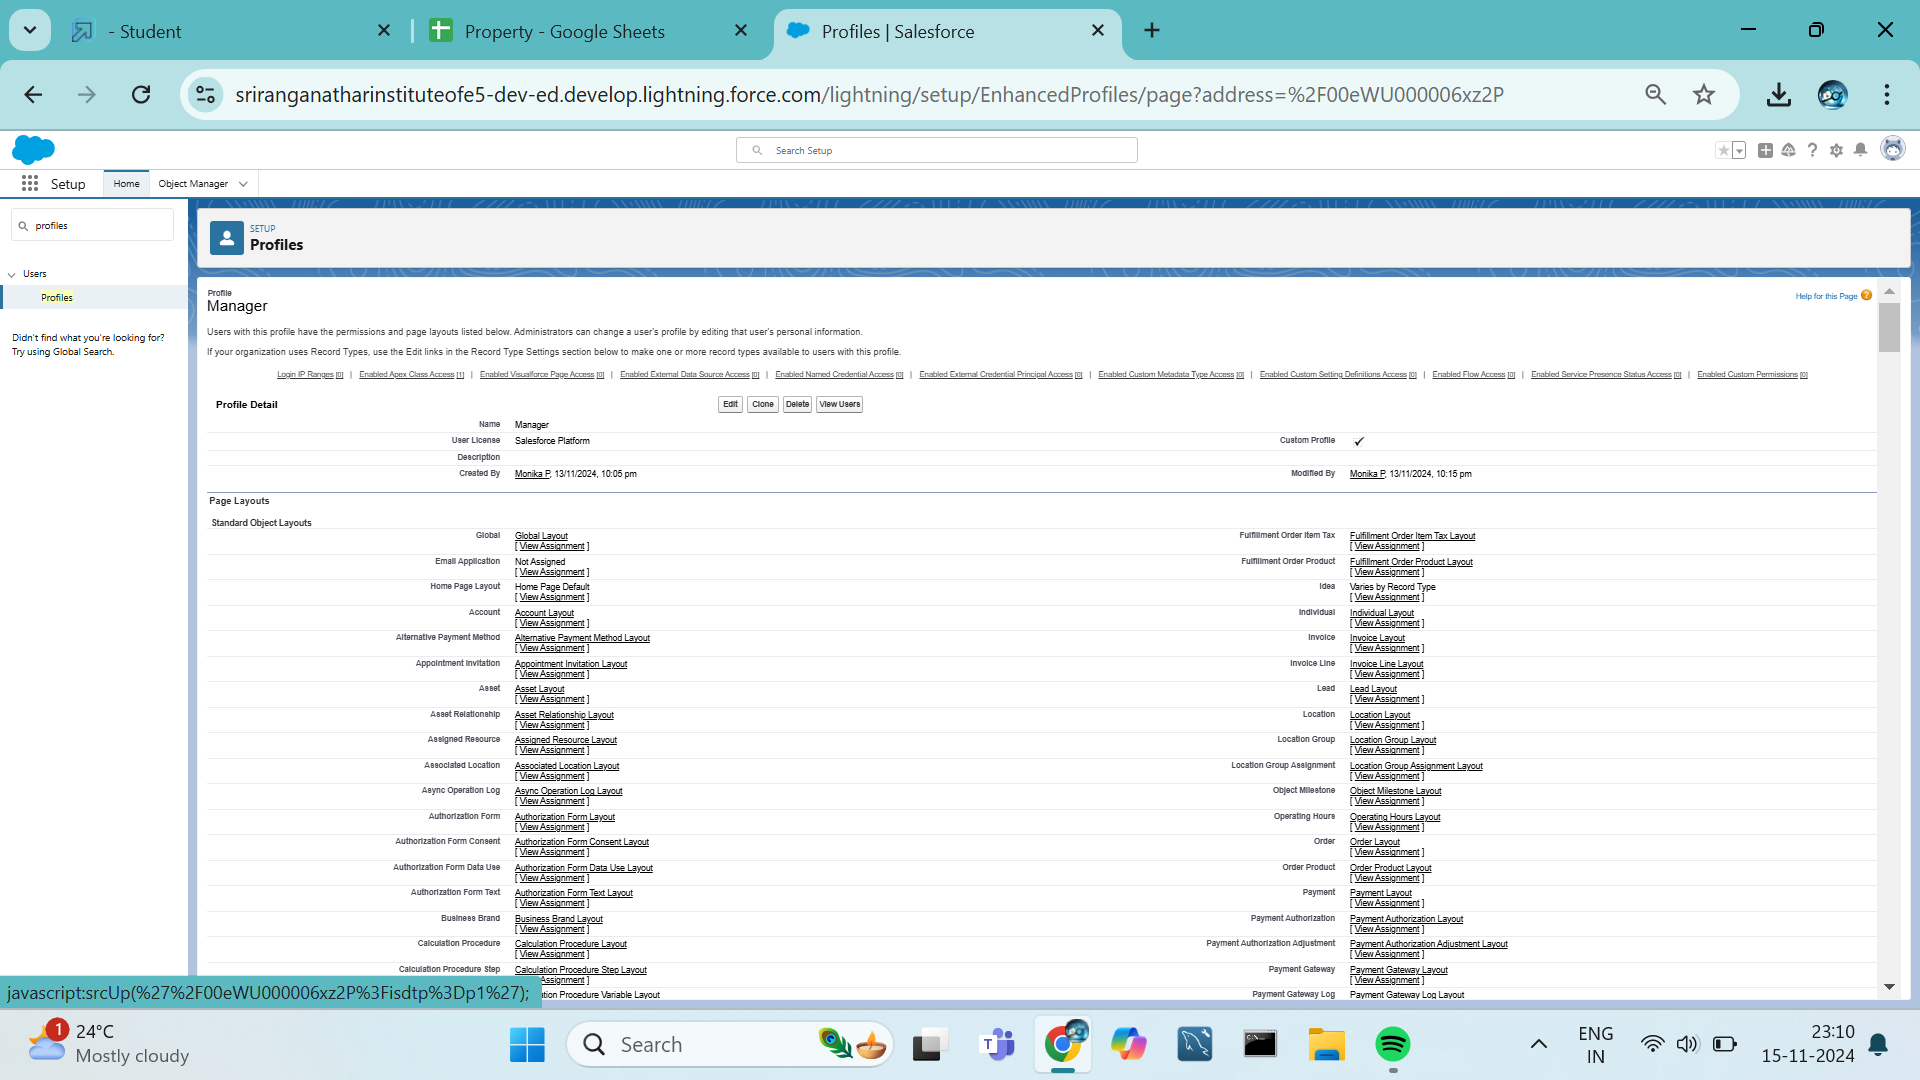 - Student
Property - Google Sheets
Profiles | Salesforce
sriranganatharinstituteofe5-dev-ed.develop.lightning.force.com/lightning/setup/EnhancedProfiles/page?address=%2F00eWU000006xz2P
Search Setup
Setup
Home
Object Manager
profiles
Users
Profiles
Didn't find what you're looking for?
Try using Global Search.
SETUP
Profiles
Profile
Manager
Help for this Page
Users with this profile have the permissions and page layouts listed below. Administrators can change a user's profile by editing that user's personal information.
If your organization uses Record Types, use the Edit links in the Record Type Settings section below to make one or more record types available to users with this profile.
Login IP Ranges [0] | Enabled Apex Class Access [1] | Enabled Visualforce Page Access [0] | Enabled External Data Source Access [0] | Enabled Named Credential Access [0] | Enabled External Credential Principal Access [0] | Enabled Custom Metadata Type Access [0] | Enabled Custom Setting Definitions Access [0] | Enabled Flow Access [0] | Enabled Service Presence Status Access [0] | Enabled Custom Permissions [0]
Profile Detail Edit Clone Delete View Users
Name Manager
User License Salesforce Platform Custom Profile ✓
Description
Created By Monika P, 13/11/2024, 10:05 pm Modified By Monika P, 13/11/2024, 10:15 pm
Page Layouts
Standard Object Layouts
Global Global Layout Fulfillment Order Item Tax Fulfillment Order Item Tax Layout
[ View Assignment ] [ View Assignment ]
Email Application Not Assigned Fulfillment Order Product Fulfillment Order Product Layout
[ View Assignment ] [ View Assignment ]
Home Page Layout Home Page Default Idea Varies by Record Type
[ View Assignment ] [ View Assignment ]
Account Account Layout Individual Individual Layout
[ View Assignment ] [ View Assignment ]
Alternative Payment Method Alternative Payment Method Layout Invoice Invoice Layout
[ View Assignment ] [ View Assignment ]
Appointment Invitation Appointment Invitation Layout Invoice Line Invoice Line Layout
[ View Assignment ] [ View Assignment ]
Asset Asset Layout Lead Lead Layout
[ View Assignment ] [ View Assignment ]
Asset Relationship Asset Relationship Layout Location Location Layout
[ View Assignment ] [ View Assignment ]
Assigned Resource Assigned Resource Layout Location Group Location Group Layout
[ View Assignment ] [ View Assignment ]
Associated Location Associated Location Layout Location Group Assignment Location Group Assignment Layout
[ View Assignment ] [ View Assignment ]
Async Operation Log Async Operation Log Layout Object Milestone Object Milestone Layout
[ View Assignment ] [ View Assignment ]
Authorization Form Authorization Form Layout Operating Hours Operating Hours Layout
[ View Assignment ] [ View Assignment ]
Authorization Form Consent Authorization Form Consent Layout Order Order Layout
[ View Assignment ] [ View Assignment ]
Authorization Form Data Use Authorization Form Data Use Layout Order Product Order Product Layout
[ View Assignment ] [ View Assignment ]
Authorization Form Text Authorization Form Text Layout Payment Payment Layout
[ View Assignment ] [ View Assignment ]
Business Brand Business Brand Layout Payment Authorization Payment Authorization Layout
[ View Assignment ] [ View Assignment ]
Calculation Procedure Calculation Procedure Layout Payment Authorization Adjustment Payment Authorization Adjustment Layout
[ View Assignment ] [ View Assignment ]
Calculation Procedure Step Calculation Procedure Step Layout Payment Gateway Payment Gateway Layout
Assignment ] [ View Assignment ]
Procedure Variable Layout Payment Gateway Log Payment Gateway Log Layout
javascript:srcUp(%27%2F00eWU000006xz2P%3Fisdtp%3Dp1%27);
1
24°C
Mostly cloudy
Search
ENG
IN
23:10
15-11-2024